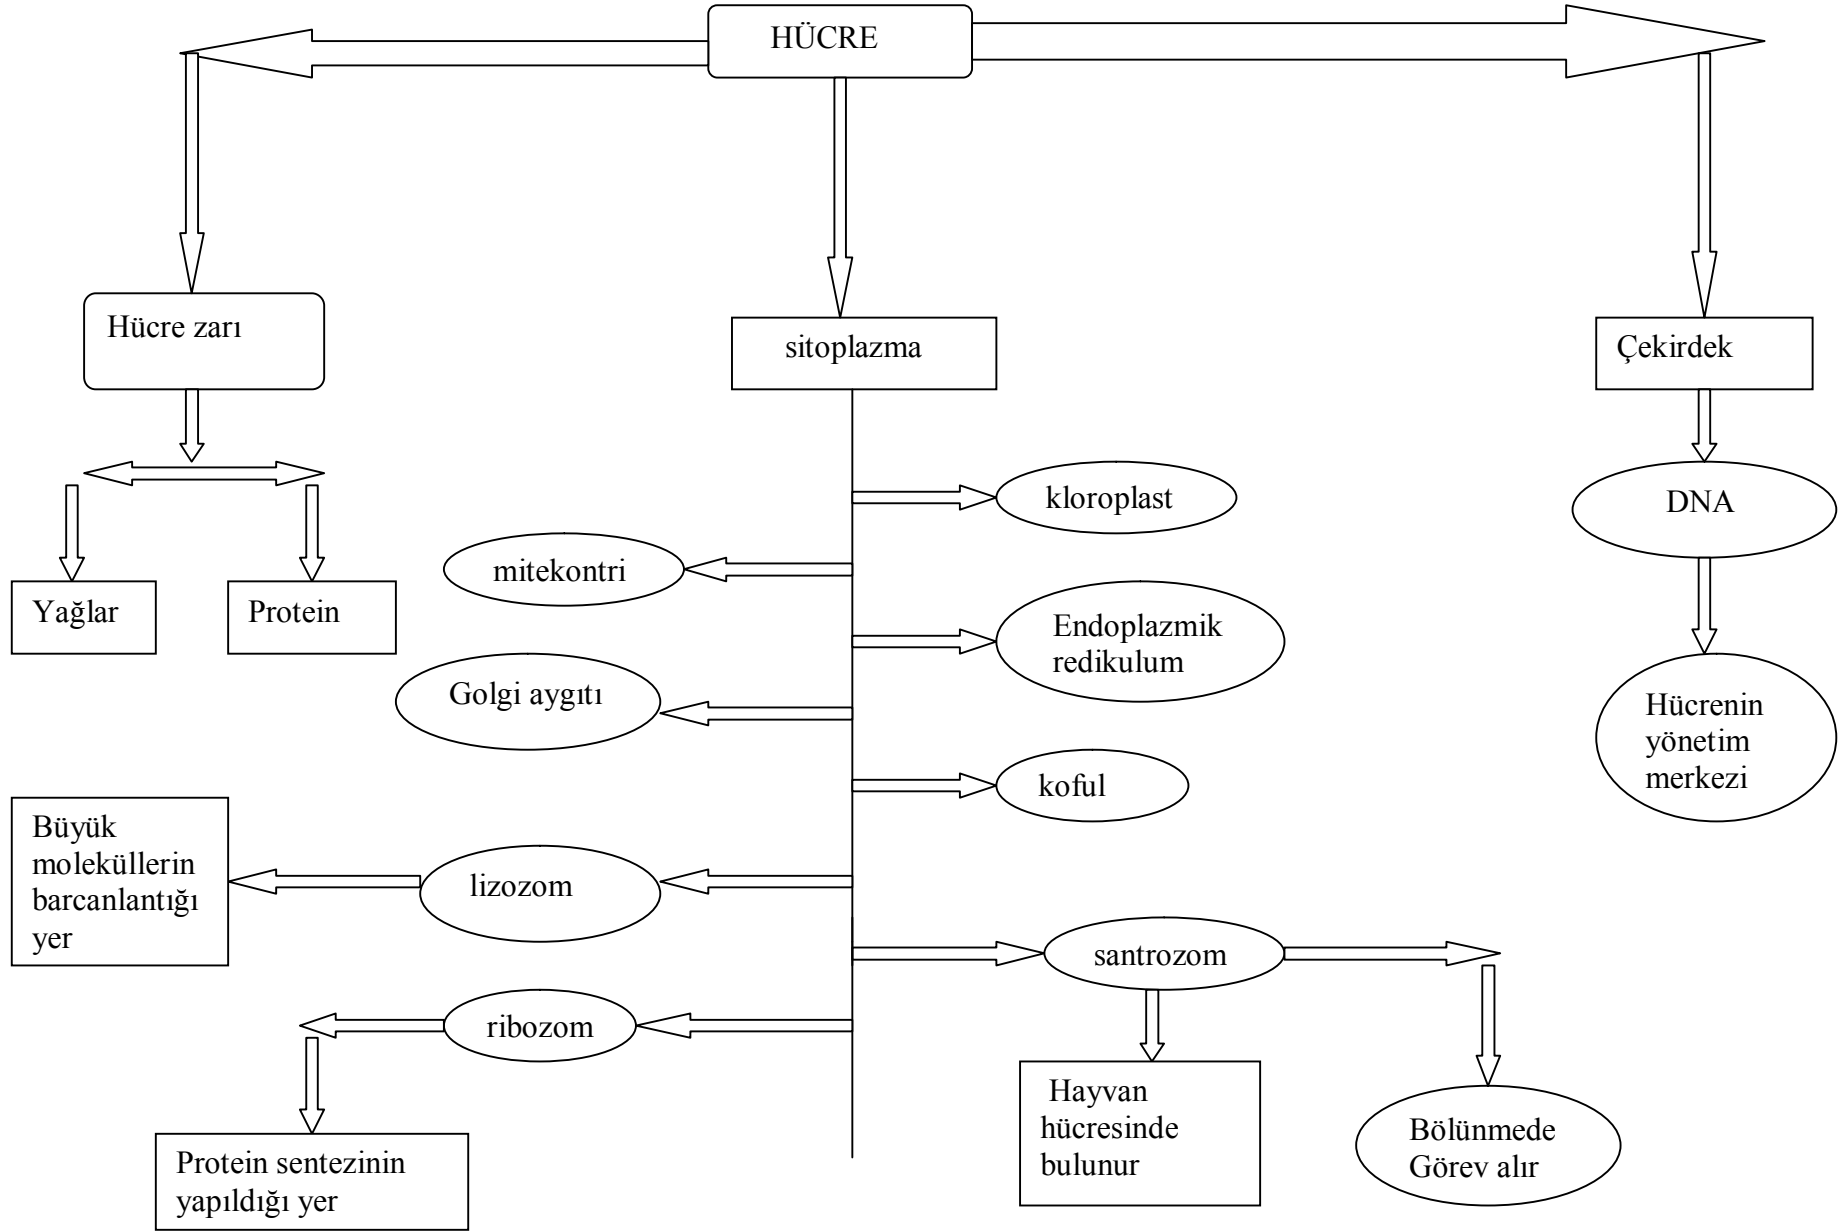 HÜCRE
Hücre zarı
sitoplazma
Çekirdek
kloroplast
DNA
mitekontri
Yağlar
Protein
Endoplazmik
redikulum
Golgi aygıtı
Hücrenin
yönetim
merkezi
koful
Büyük
moleküllerin
barcanlantığı
yer
lizozom
santrozom
ribozom
Hayvan
hücresinde
bulunur
Bölünmede
Görev alır
Protein sentezinin
yapıldığı yer